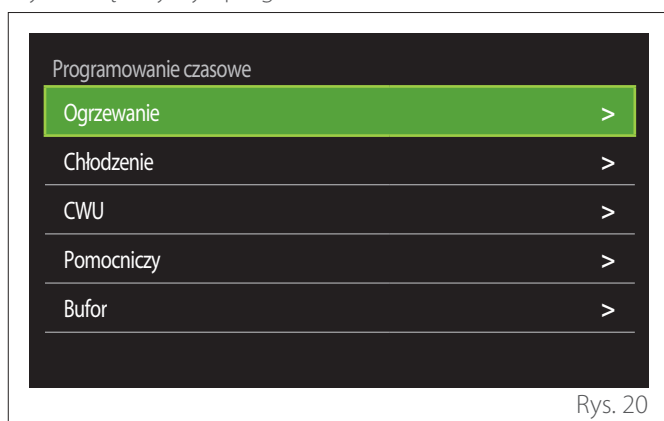 Programowanie czasowe
Ogrzewanie >
Chłodzenie >
CWU >
Pomocniczy >
Bufor >
Rys. 20